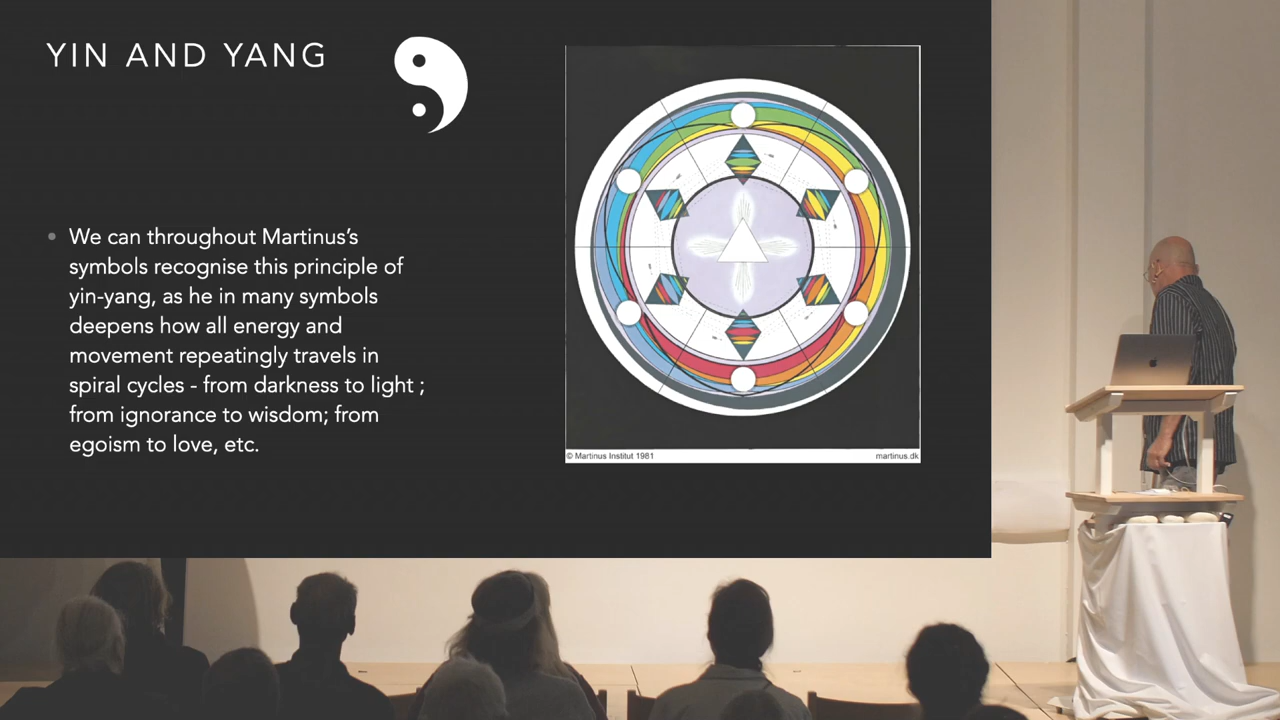 YIN AND YANG
We can throughout Martinus's
symbols recognise this principle of
yin-yang, as he in many symbols
deepens how all energy and
movement repeatedly travels in
spiral cycles - from darkness to light ;
from ignorance to wisdom; from
egoism to love, etc.
© Martinus Institut 1981
martinus.dk